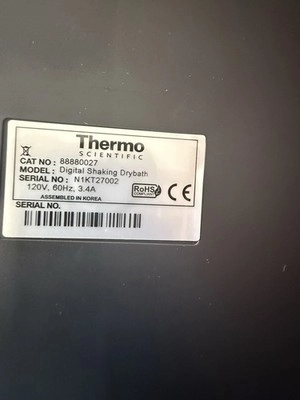 Thermo
SCIENTIFIC
CAT NO : 88880027
MODEL: Digital Shaking Drybath
SERIAL NO : N1KT27002
120V, 60Hz, 3.4A
ASSEMBLED IN KOREA
RoHS
COMPLIANT
CE
SERIAL NO.